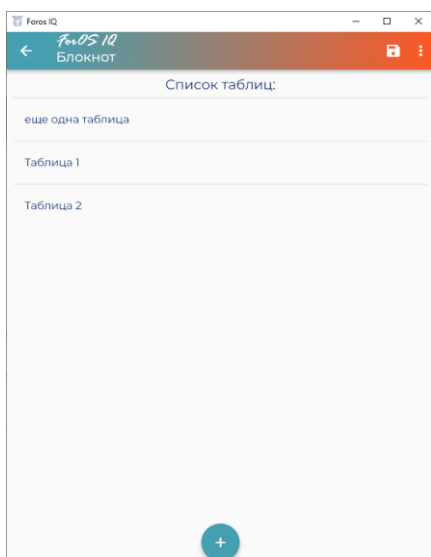 Foros IQ
ForOS IQ
Блокнот
Список таблиц:
еще одна таблица
Таблица 1
Таблица 2
+